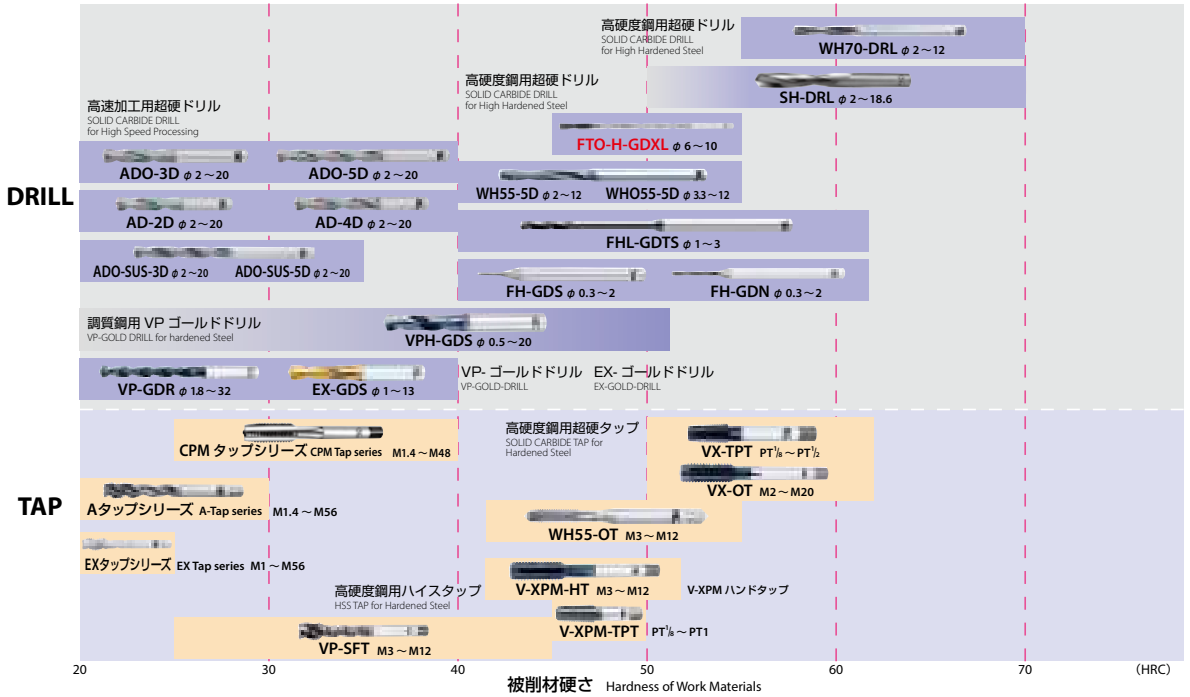 高硬度鋼用超硬ドリル
SOLID CARBIDE DRILL
for High Hardened Steel
WH70-DRL φ 2～12
高硬度鋼用超硬ドリル
SOLID CARBIDE DRILL
for High Hardened Steel
SH-DRL φ 2～18.6
高速加工用超硬ドリル
SOLID CARBIDE DRILL
for High Speed Processing
FTO-H-GDXL φ 6～10
DRILL
ADO-3D φ 2～20
ADO-5D φ 2～20
WH55-5D φ 2～12
WHO55-5D φ 3.3～12
AD-2D φ 2～20
AD-4D φ 2～20
FHL-GDTS φ 1～3
ADO-SUS-3D φ 2～20
ADO-SUS-5D φ 2～20
FH-GDS φ 0.3～2
FH-GDN φ 0.3～2
調質鋼用 VP ゴールドドリル
VP-GOLD DRILL for hardened Steel
VPH-GDS φ 0.5～20
VP-GDR φ 1.8～32
EX-GDS φ 1～13
VP- ゴールドドリル
VP-GOLD-DRILL
EX- ゴールドドリル
EX-GOLD-DRILL
TAP
CPM タップシリーズ CPM Tap series M1.4～M48
高硬度鋼用超硬タップ
SOLID CARBIDE TAP for
Hardened Steel
VX-TPT PT1/8～PT1/2
VX-OT M2～M20
Aタップシリーズ A-Tap series M1.4～M56
WH55-OT M3～M12
EXタップシリーズ EX Tap series M1～M56
高硬度鋼用ハイスタップ
HSS TAP for Hardened Steel
V-XPM-HT M3～M12
V-XPM ハンドタップ
V-XPM-TPT PT1/8～PT1
VP-SFT M3～M12
20 30 40 50 60 70 (HRC)
被削材硬さ Hardness of Work Materials